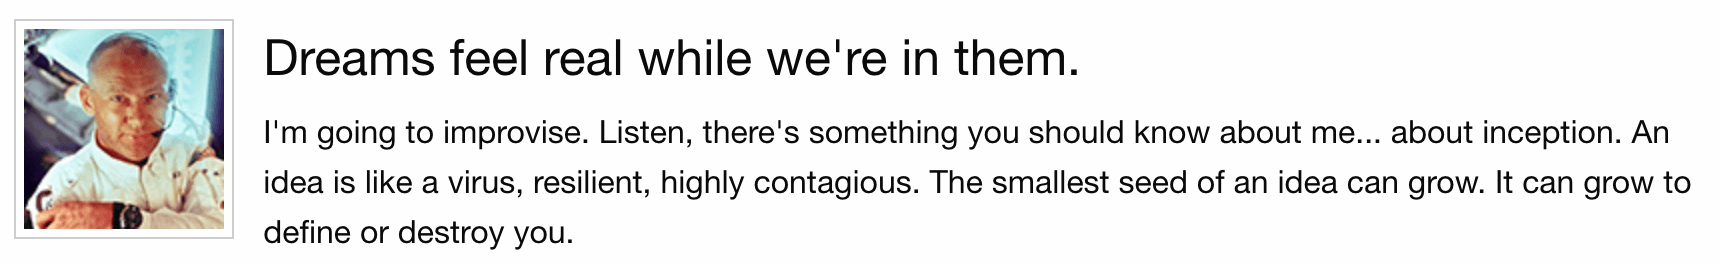 Dreams feel real while we're in them.
I'm going to improvise. Listen, there's something you should know about me... about inception. An
idea is like a virus, resilient, highly contagious. The smallest seed of an idea can grow. It can grow to
define or destroy you.